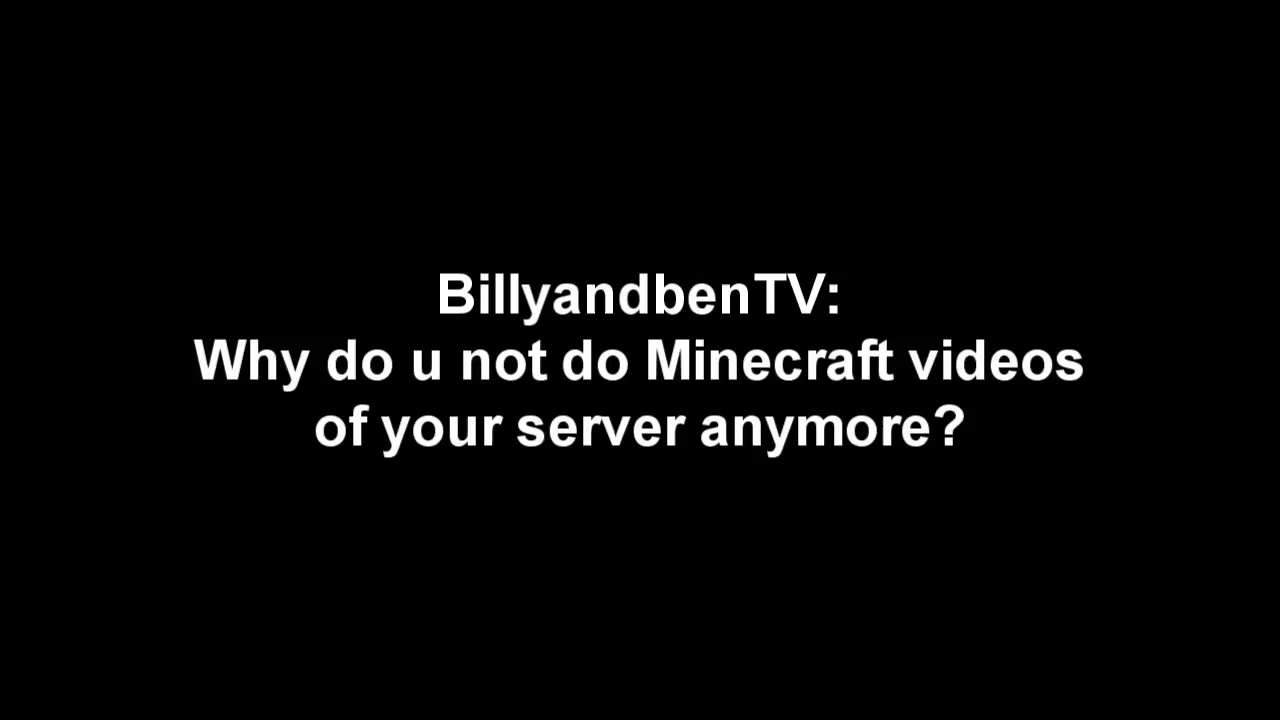 BillyandbenTV:
Why do u not do Minecraft videos
of your server anymore?